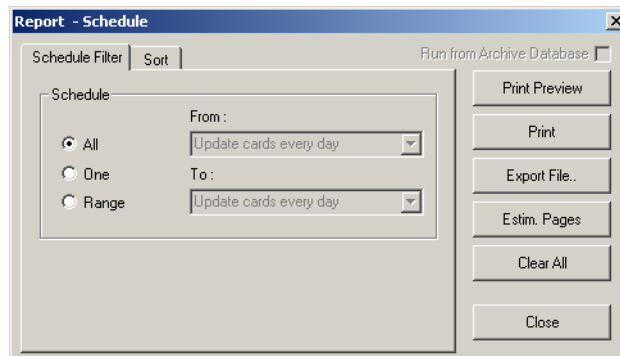 Report - Schedule
Schedule Filter
Sort
Run from Archive Database
Schedule
From :
All
Update cards every day
One
To :
Range
Update cards every day
Print Preview
Print
Export File..
Estim. Pages
Clear All
Close